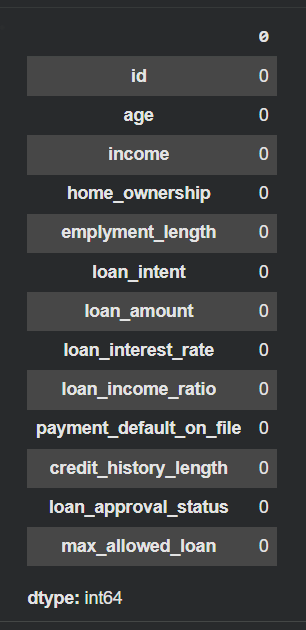 0
id 0
age 0
income 0
home_ownership 0
emplyment_length 0
loan_intent 0
loan_amount 0
loan_interest_rate 0
loan_income_ratio 0
payment_default_on_file 0
credit_history_length 0
loan_approval_status 0
max_allowed_loan 0
dtype: int64